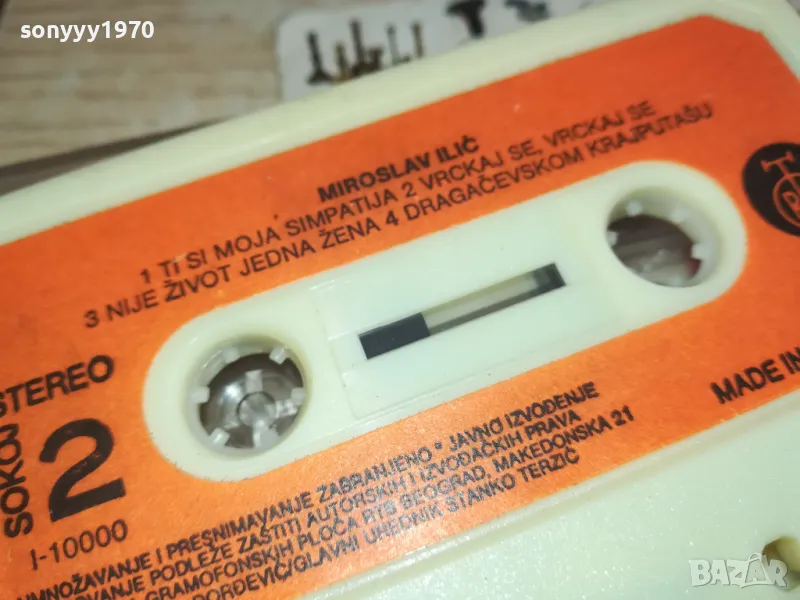 sonyyy1970
MIROSLAV ILIĆ
1 TI SI MOJA SIMPATIJA 2 VRCKAJ SE, VRCKAJ SE
3 NIJE ŽIVOT JEDNA ŽENA 4 DRAGAČEVSKOM KRAJPUTAŠU
STEREO
SOKOJ
2
I-10000
MADE IN
UMNOŽAVANJE I PRESNIMAVANJE ZABRANJENO * JAVNO IZVOĐENJE
PODLEŽE ZAŠTITI AUTORSKIH I IZVOĐAČKIH PRAVA
GRAMOFONSKIH PLOČA RTB BEOGRAD, MAKEDONSKA 21
ĐORĐEVIĆ/GLAVNI UREDNIK STANKO TERZIĆ
BAZAR